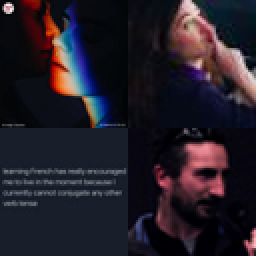 learning French has really encouraged
me to live in the moment because I
currently cannot conjugate any other
verb tense